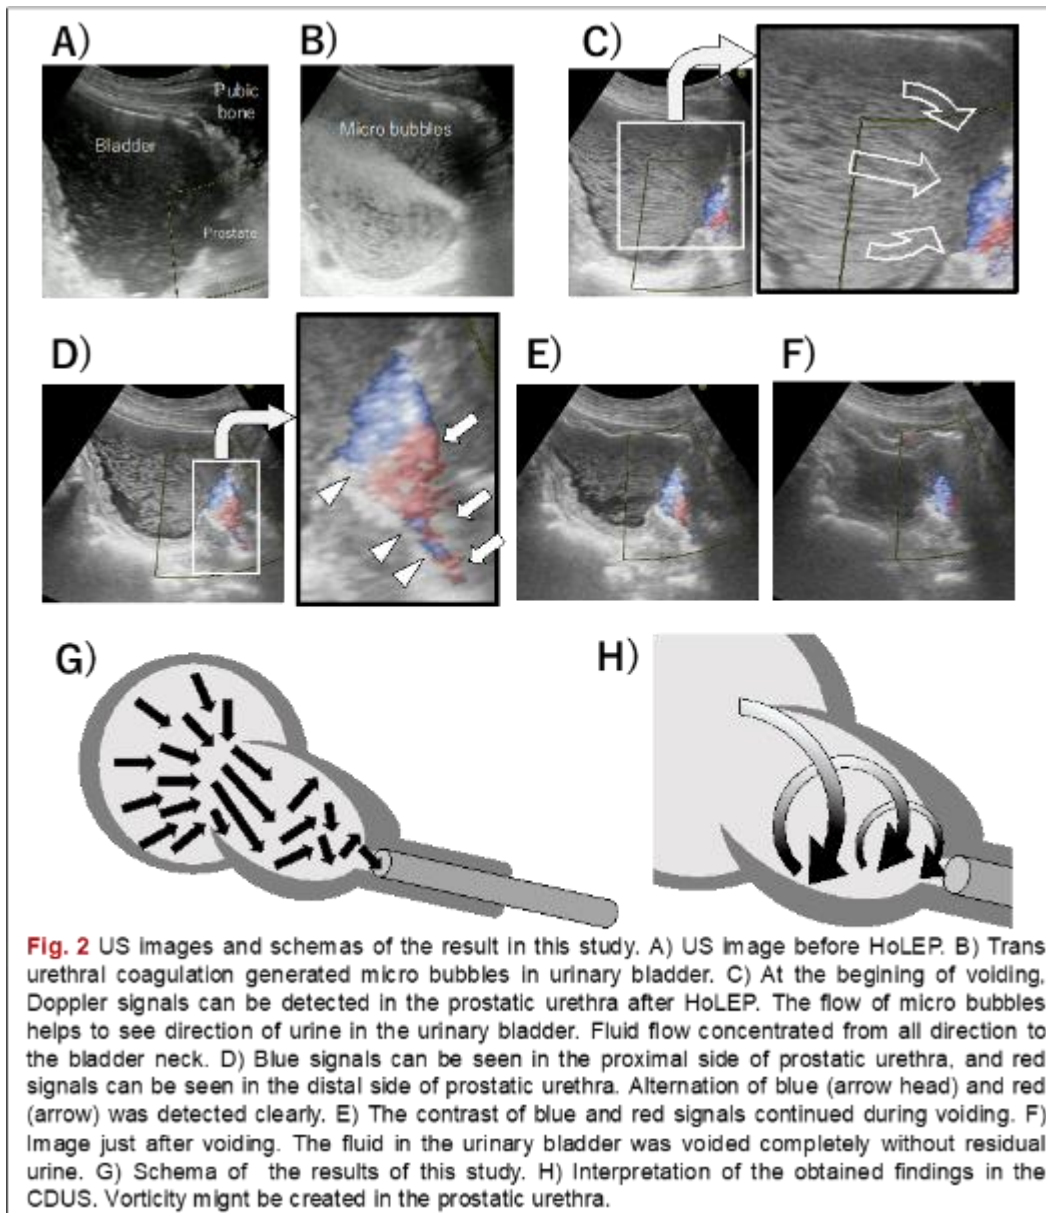 A)
B)
C)
Pubic
bone
Bladder
Prostate
Micro bubbles
D)
E)
F)
G)
H)
Fig. 2 US images and schemas of the result in this study. A) US image before HoLEP. B) Trans
urethral coagulation generated micro bubbles in urinary bladder. C) At the begining of voiding,
Doppler signals can be detected in the prostatic urethra after HoLEP. The flow of micro bubbles
helps to see direction of urine in the urinary bladder. Fluid flow concentrated from all direction to
the bladder neck. D) Blue signals can be seen in the proximal side of prostatic urethra, and red
signals can be seen in the distal side of prostatic urethra. Alternation of blue (arrow head) and red
(arrow) was detected clearly. E) The contrast of blue and red signals continued during voiding. F)
Image just after voiding. The fluid in the urinary bladder was voided completely without residual
urine. G) Schema of the results of this study. H) Interpretation of the obtained findings in the
CDUS. Vorticity mignt be created in the prostatic urethra.